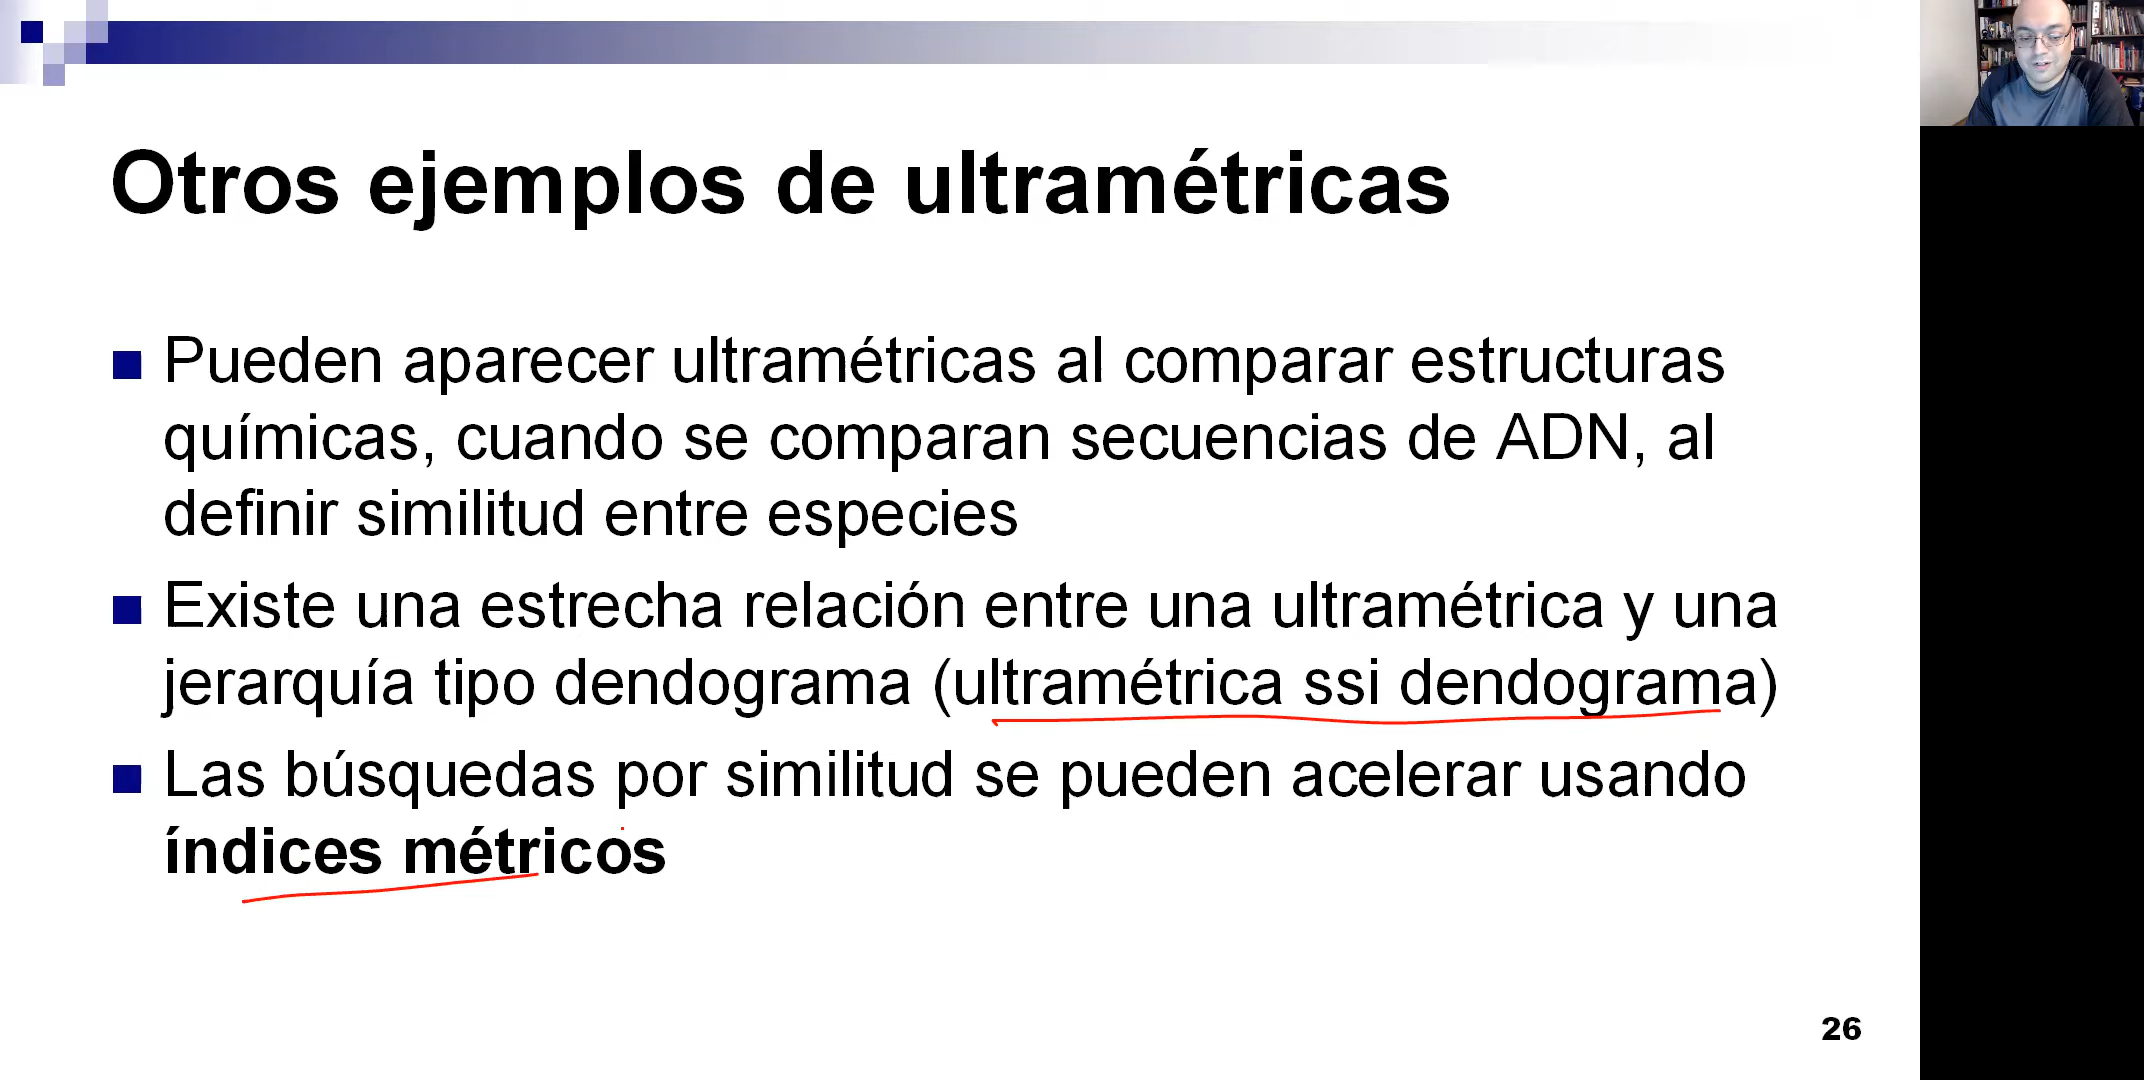 Otros ejemplos de ultramétricas
Pueden aparecer ultramétricas al comparar estructuras
químicas, cuando se comparan secuencias de ADN, al
definir similitud entre especies
Existe una estrecha relación entre una ultramétrica y una
jerarquía tipo dendograma (ultramétrica ssi dendograma)
Las búsquedas por similitud se pueden acelerar usando
índices métricos
26